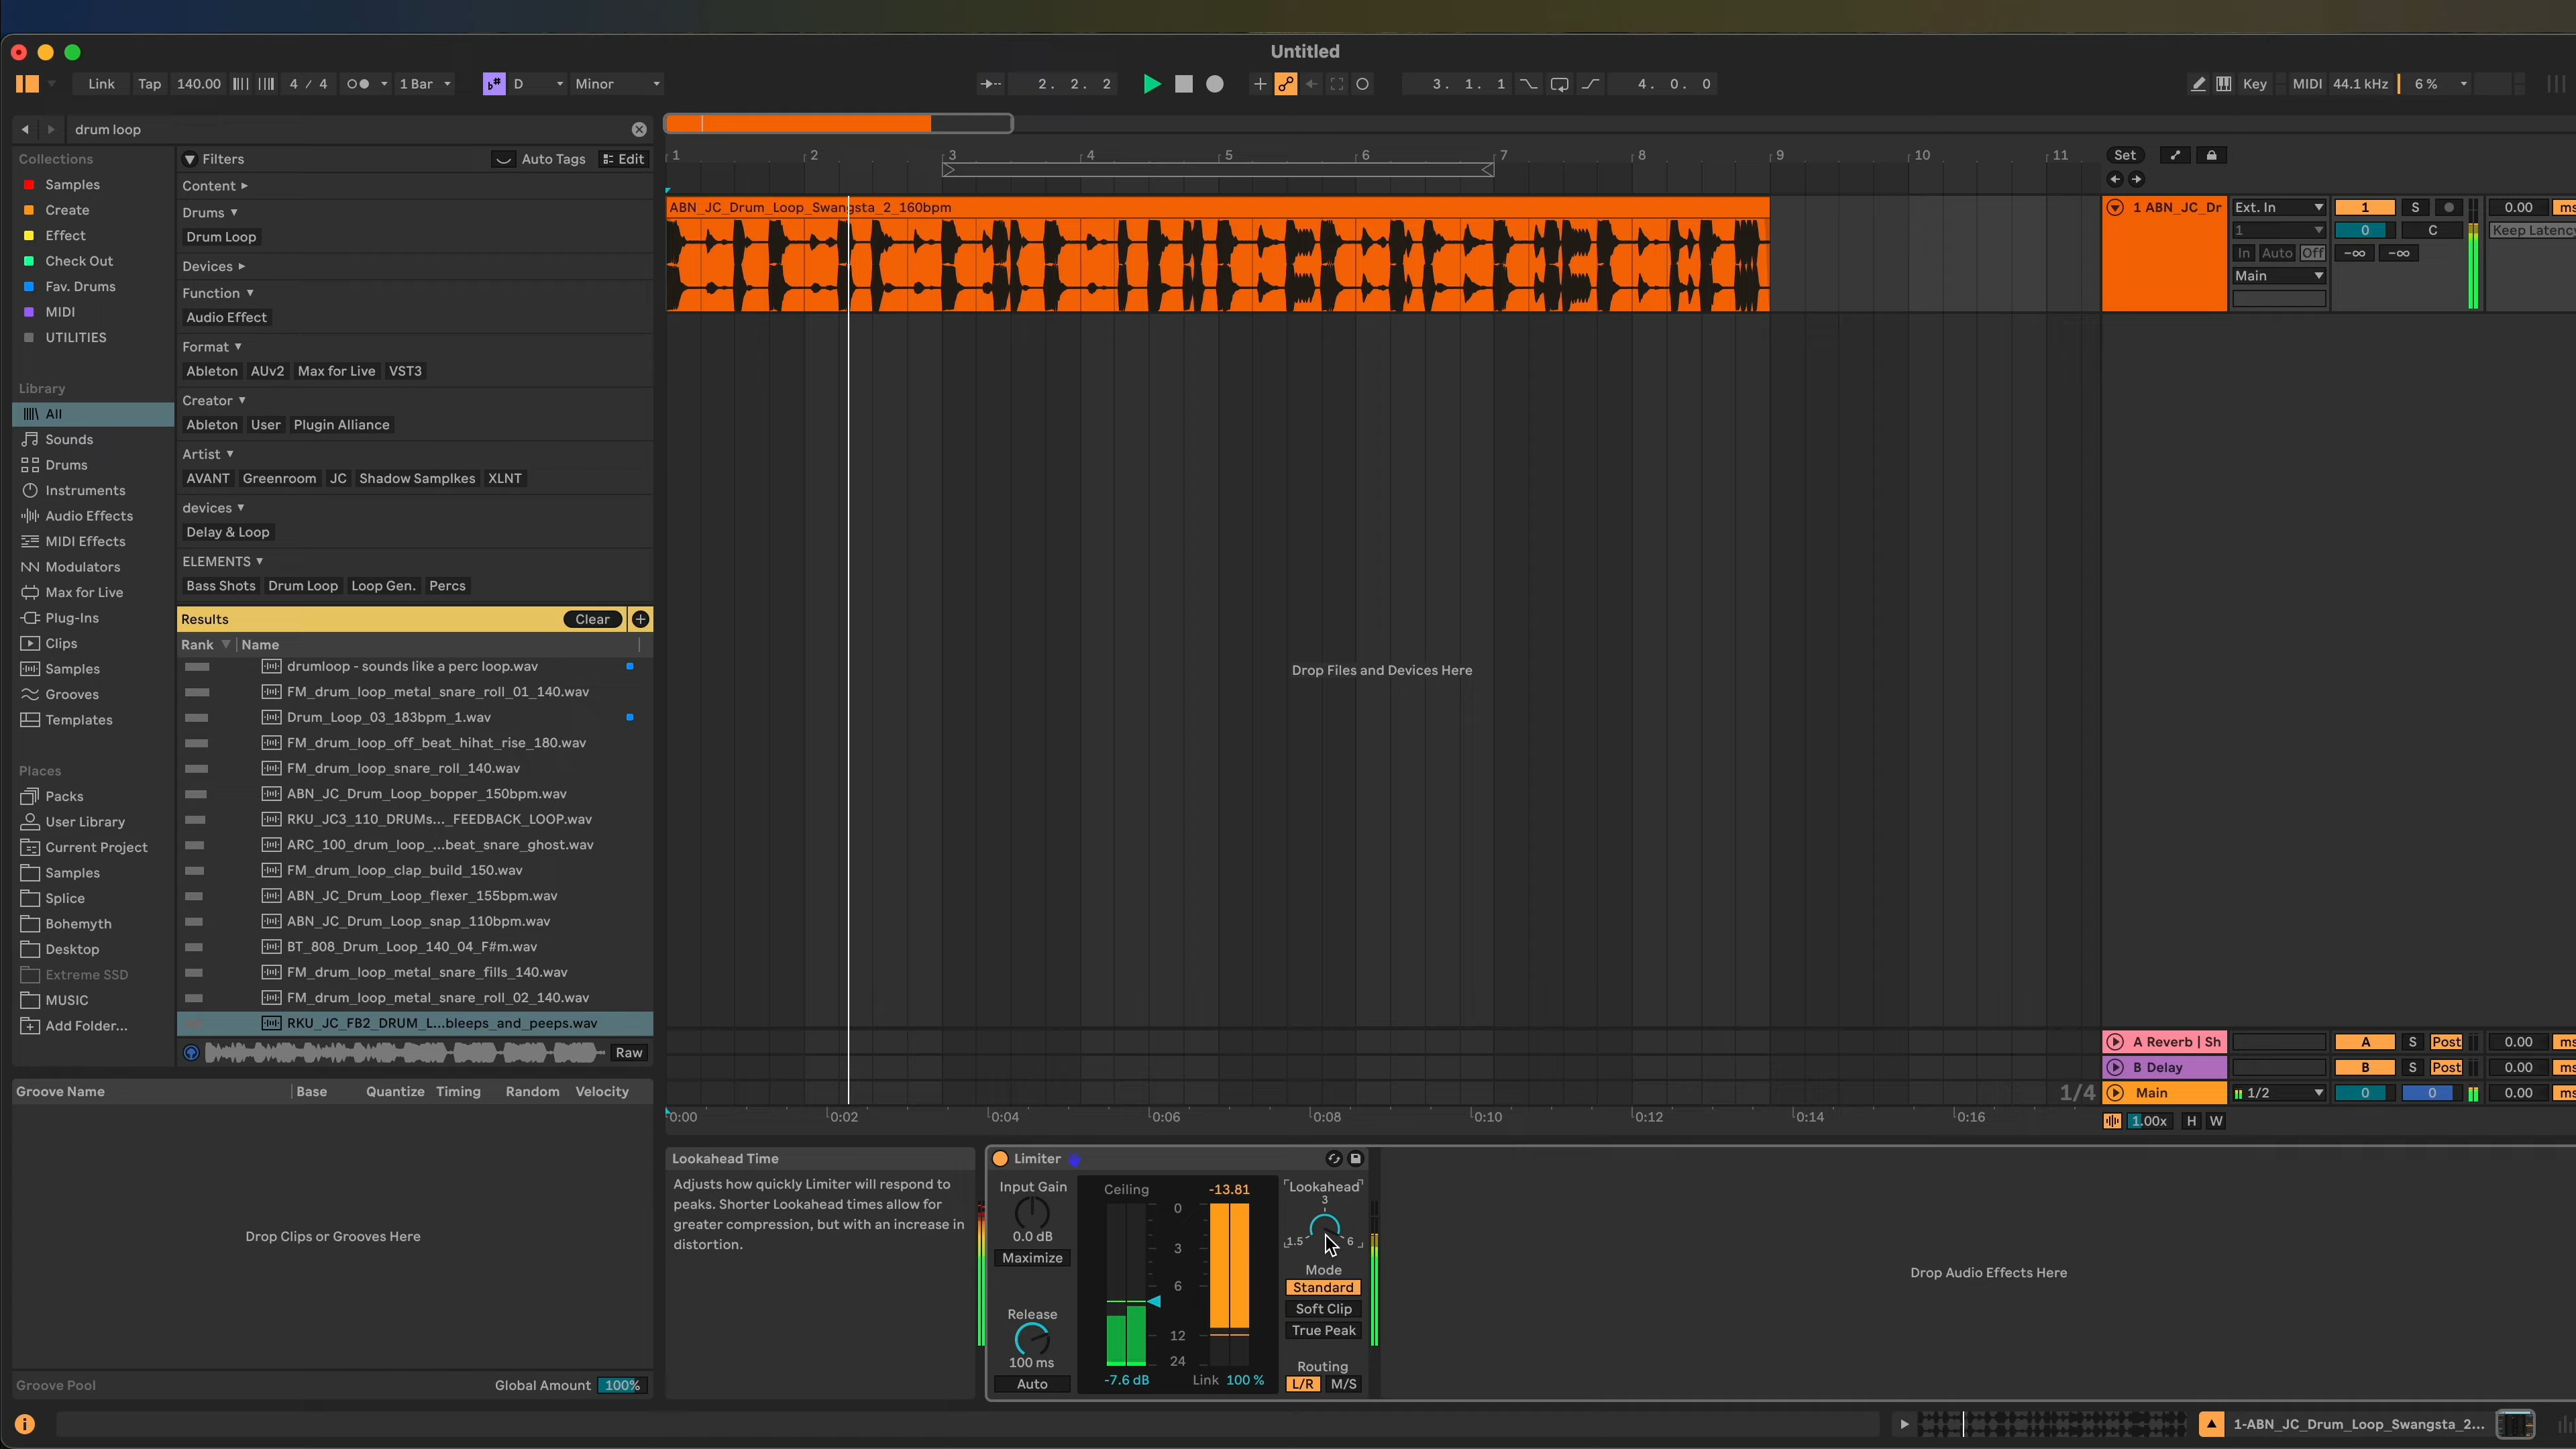 Untitled
Link Tap 140.00 4 / 4 1 Bar D Minor 2. 2. 2 3. 1. 1 4. 0. 0 Key MIDI 44.1 kHz 6 %
drum loop
Collections
Samples
Create
Effect
Check Out
Fav. Drums
MIDI
UTILITIES
Library
All
Sounds
Drums
Instruments
Audio Effects
MIDI Effects
Modulators
Max for Live
Plug-Ins
Clips
Samples
Grooves
Templates
Places
Packs
User Library
Current Project
Samples
Splice
Bohemyth
Desktop
Extreme SSD
MUSIC
Add Folder...
Filters Auto Tags Edit
Content
Drums
Drum Loop
Devices
Function
Audio Effect
Format
Ableton AUv2 Max for Live VST3
Creator
Ableton User Plugin Alliance
Artist
AVANT Greenroom JC Shadow Samplkes XLNT
devices
Delay & Loop
ELEMENTS
Bass Shots Drum Loop Loop Gen. Percs
Results Clear
Rank Name
drumloop - sounds like a perc loop.wav
FM_drum_loop_metal_snare_roll_01_140.wav
Drum_Loop_03_183bpm_1.wav
FM_drum_loop_off_beat_hihat_rise_180.wav
FM_drum_loop_snare_roll_140.wav
ABN_JC_Drum_Loop_bopper_150bpm.wav
RKU_JC3_110_DRUMs..._FEEDBACK_LOOP.wav
ARC_100_drum_loop_...beat_snare_ghost.wav
FM_drum_loop_clap_build_150.wav
ABN_JC_Drum_Loop_flexer_155bpm.wav
ABN_JC_Drum_Loop_snap_110bpm.wav
BT_808_Drum_Loop_140_04_F#m.wav
FM_drum_loop_metal_snare_fills_140.wav
FM_drum_loop_metal_snare_roll_02_140.wav
RKU_JC_FB2_DRUM_L...bleeps_and_peeps.wav
Raw
Groove Name Base Quantize Timing Random Velocity
Drop Clips or Grooves Here
Groove Pool Global Amount 100%
1 2 3 4 5 6 7 8 9 10 11
ABN_JC_Drum_Loop_Swangsta_2_160bpm
Drop Files and Devices Here
1/4
0:00 0:02 0:04 0:06 0:08 0:10 0:12 0:14 0:16
Set
1 ABN_JC_Dr Ext. In 1 S 0.00 ms
1 0 C Keep Latency
In Auto Off -∞ -∞
Main
A Reverb | Sh A S Post 0.00 ms
B Delay B S Post 0.00 ms
Main 1/2 0 0 0.00 ms
1.00x H W
Lookahead Time
Adjusts how quickly Limiter will respond to
peaks. Shorter Lookahead times allow for
greater compression, but with an increase in
distortion.
Limiter
Input Gain
0.0 dB
Maximize
Release
100 ms
Auto
Ceiling -13.81
0
3
6
12
24
-7.6 dB Link 100 %
Lookahead
3
1.5 6
Mode
Standard
Soft Clip
True Peak
Routing
L/R M/S
Drop Audio Effects Here
1-ABN_JC_Drum_Loop_Swangsta_2...